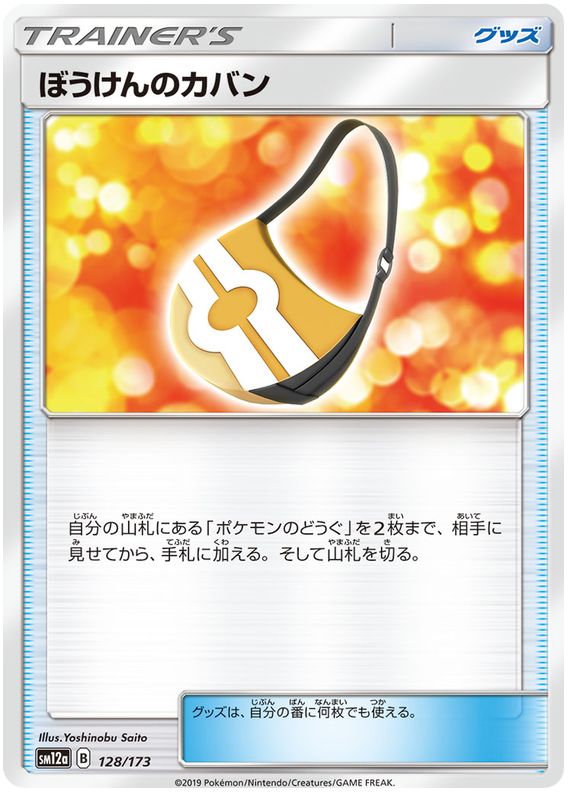 TRAINER'S グッズ
ぼうけんのカバン
自分の山札にある「ポケモンのどうぐ」を2枚まで、相手に
見せてから、手札に加える。そして山札を切る。
グッズは、自分の番に何枚でも使える。
Illus.Yoshinobu Saito
sm12a B 128/173
©2019 Pokémon/Nintendo/Creatures/GAME FREAK.